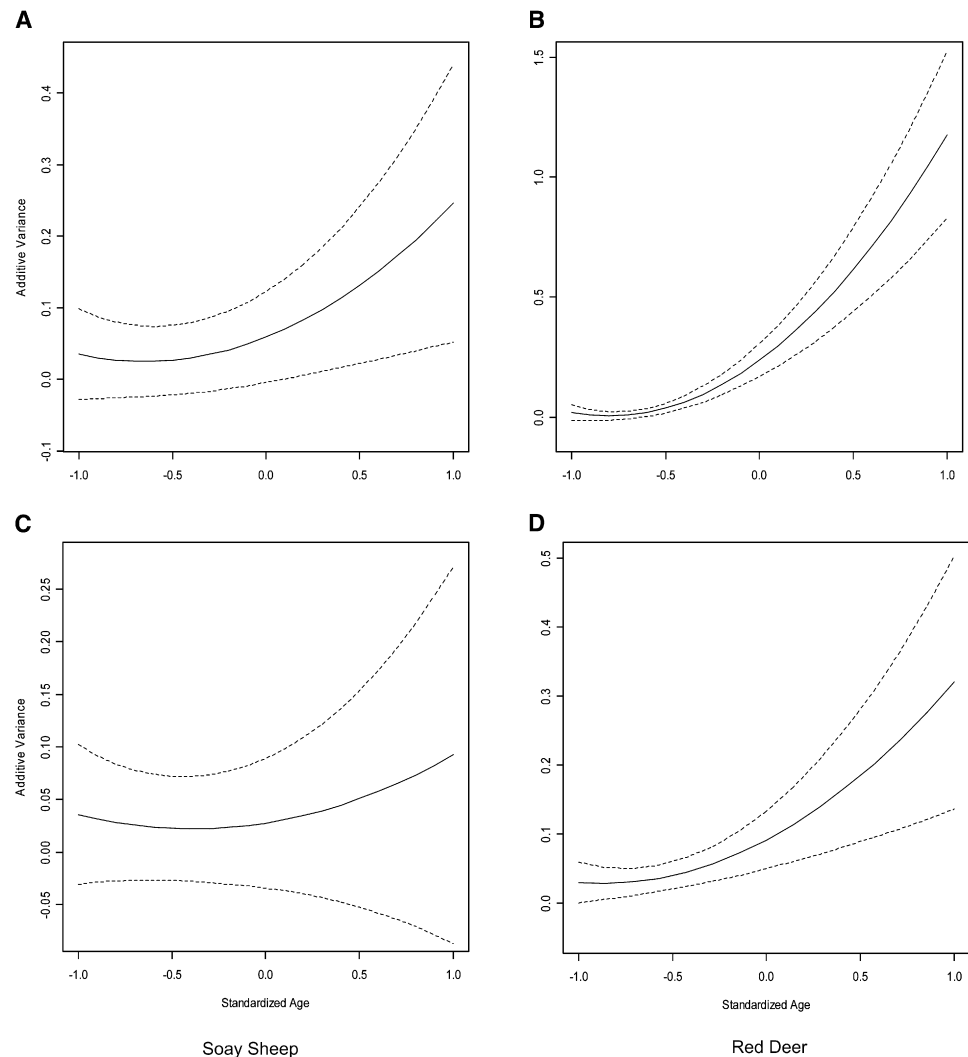 A
B
Additive Variance
0.4
0.3
0.2
0.1
0.0
-0.1
-1.0 -0.5 0.0 0.5 1.0
1.5
1.0
0.5
0.0
-1.0 -0.5 0.0 0.5 1.0
C
D
Additive Variance
0.25
0.20
0.15
0.10
0.05
0.00
-0.05
-1.0 -0.5 0.0 0.5 1.0
Standardized Age
0.5
0.4
0.3
0.2
0.1
0.0
-1.0 -0.5 0.0 0.5 1.0
Standardized Age
Soay Sheep
Red Deer